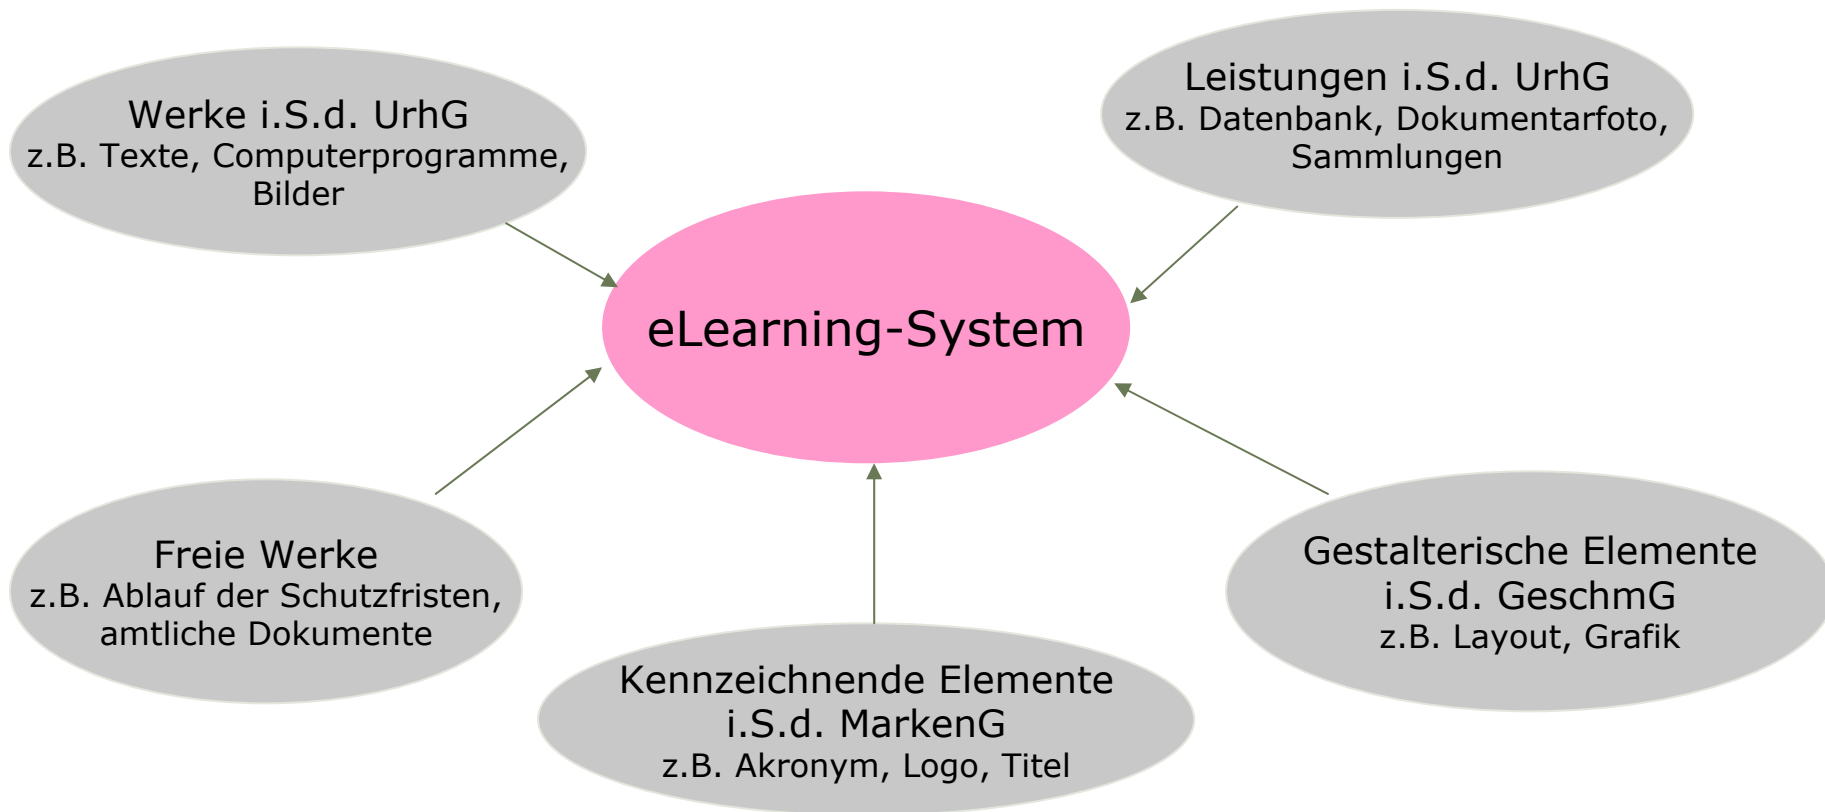 Werke i.S.d. UrhG
z.B. Texte, Computerprogramme,
Bilder
Leistungen i.S.d. UrhG
z.B. Datenbank, Dokumentarfoto,
Sammlungen
eLearning-System
Freie Werke
z.B. Ablauf der Schutzfristen,
amtliche Dokumente
Kennzeichnende Elemente
i.S.d. MarkenG
z.B. Akronym, Logo, Titel
Gestalterische Elemente
i.S.d. GeschmG
z.B. Layout, Grafik